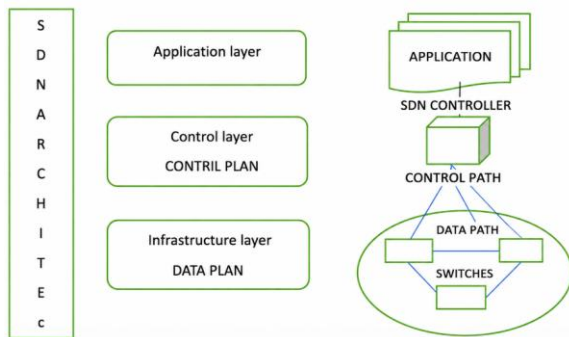 S
D
N
A
R
C
H
I
T
E
c
Application layer
Control layer
CONTRIL PLAN
Infrastructure layer
DATA PLAN
APPLICATION
SDN CONTROLLER
CONTROL PATH
DATA PATH
SWITCHES